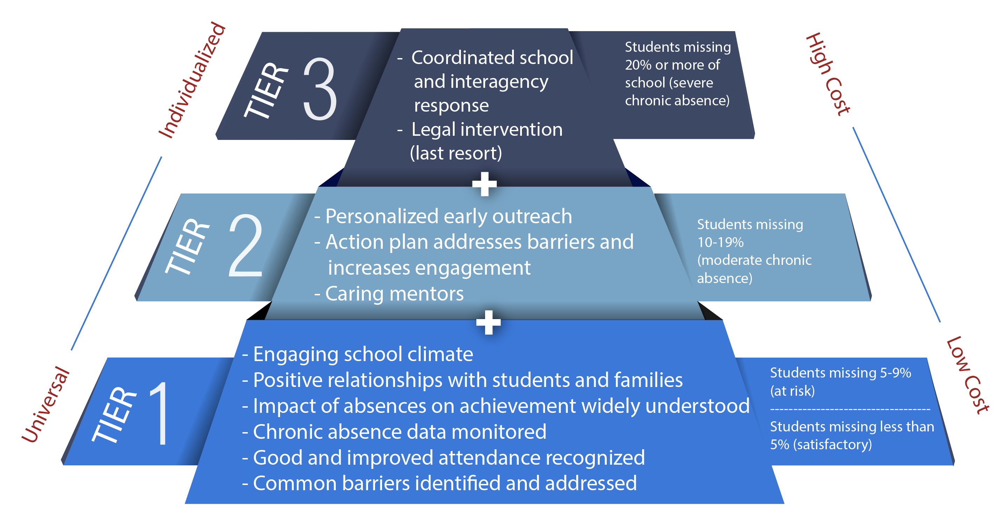 Individualized
Universal
TIER 3
- Coordinated school
and interagency
response
- Legal intervention
(last resort)
Students missing
20% or more of
school (severe
chronic absence)
High Cost
+
TIER 2
- Personalized early outreach
- Action plan addresses barriers and
increases engagement
- Caring mentors
Students missing
10-19%
(moderate chronic
absence)
+
TIER 1
- Engaging school climate
- Positive relationships with students and families
- Impact of absences on achievement widely understood
- Chronic absence data monitored
- Good and improved attendance recognized
- Common barriers identified and addressed
Students missing 5-9%
(at risk)
-----------------------------------
Students missing less than
5% (satisfactory)
Low Cost